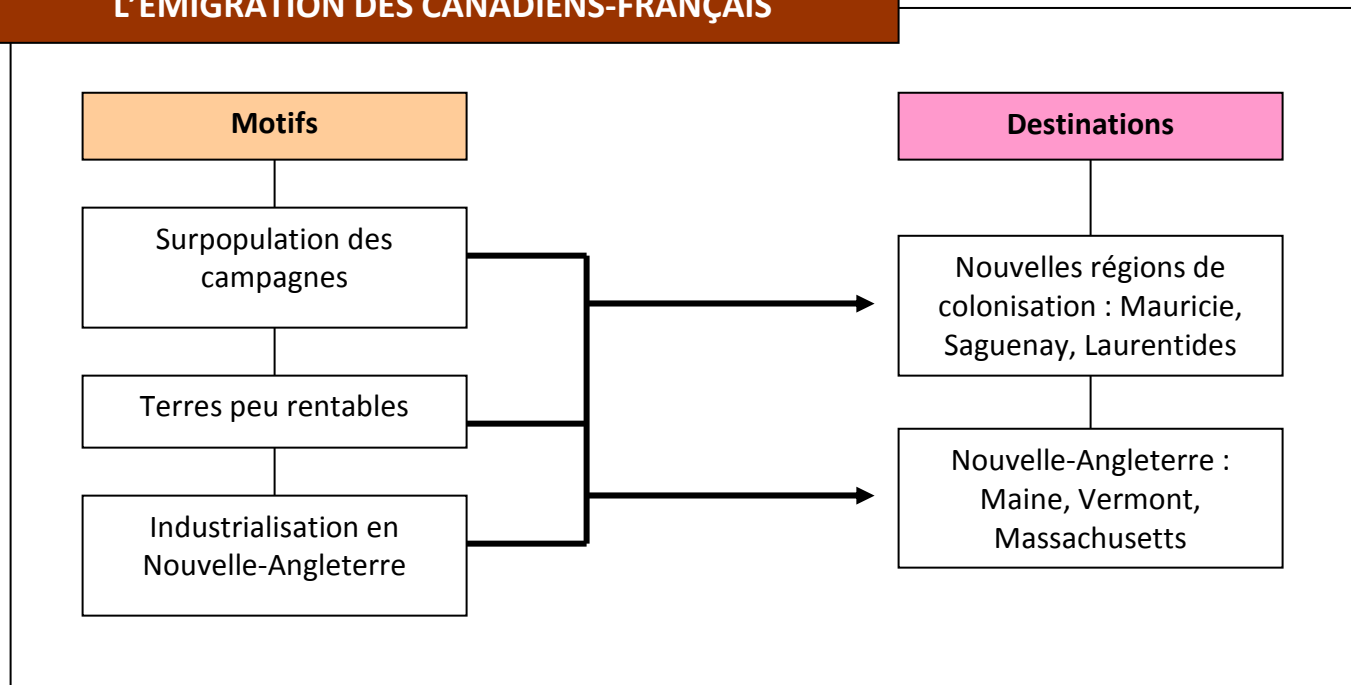 L'ÉMIGRATION DES CANADIENS-FRANÇAIS
Motifs
Surpopulation des
campagnes
Terres peu rentables
Industrialisation en
Nouvelle-Angleterre
Destinations
Nouvelles régions de
colonisation : Mauricie,
Saguenay, Laurentides
Nouvelle-Angleterre :
Maine, Vermont,
Massachusetts